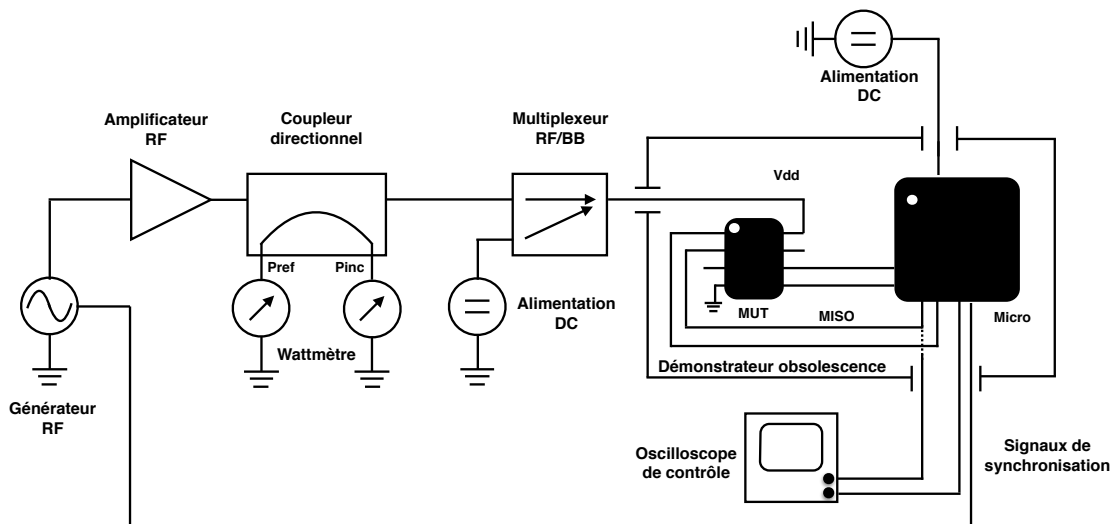 Alimentation
DC
Amplificateur
RF
Coupleur
directionnel
Multiplexeur
RF/BB
Vdd
Pref
Pinc
Alimentation
DC
MUT
MISO
Micro
Wattmètre
Démonstrateur obsolescence
Générateur
RF
Oscilloscope
de contrôle
Signaux de
synchronisation